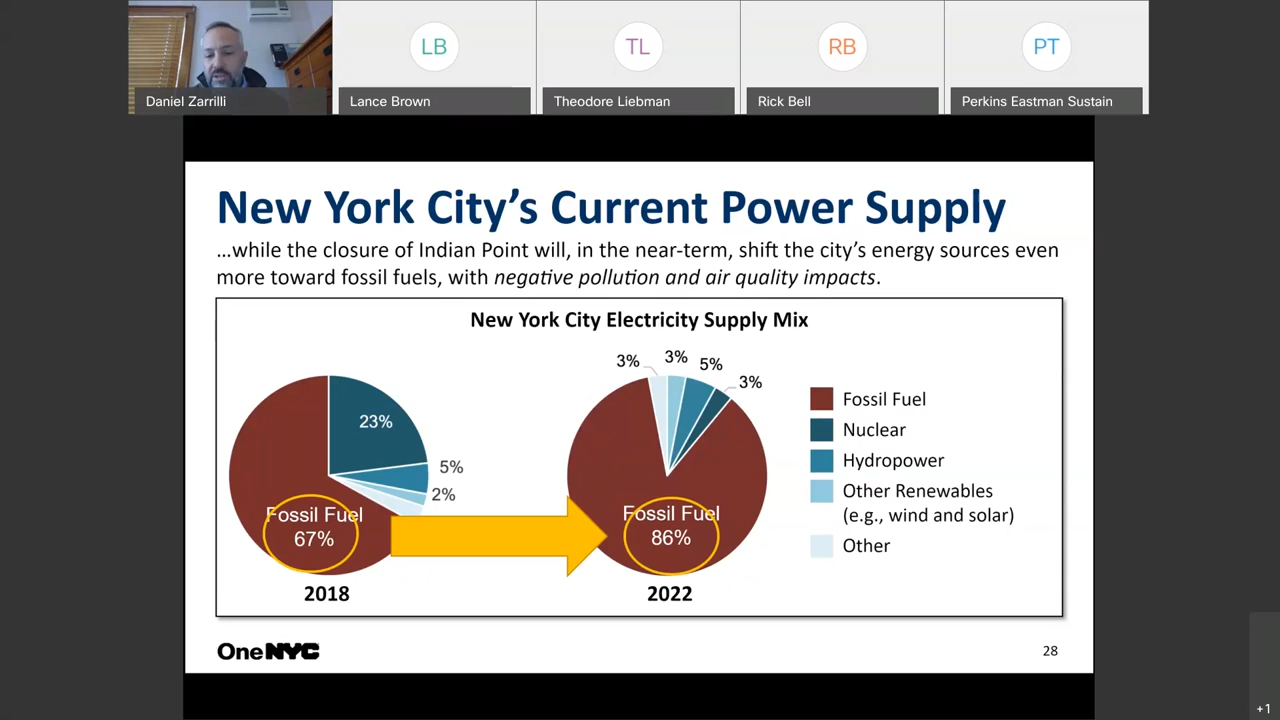 LB
TL
RB
PT
Daniel Zarrilli
Lance Brown
Theodore Liebman
Rick Bell
Perkins Eastman Sustain
New York City’s Current Power Supply
…while the closure of Indian Point will, in the near-term, shift the city’s energy sources even
more toward fossil fuels, with negative pollution and air quality impacts.
New York City Electricity Supply Mix
23%
5%
2%
Fossil Fuel
67%
2018
3%
3%
5%
3%
Fossil Fuel
86%
2022
Fossil Fuel
Nuclear
Hydropower
Other Renewables
(e.g., wind and solar)
Other
OneNYC
28
+1